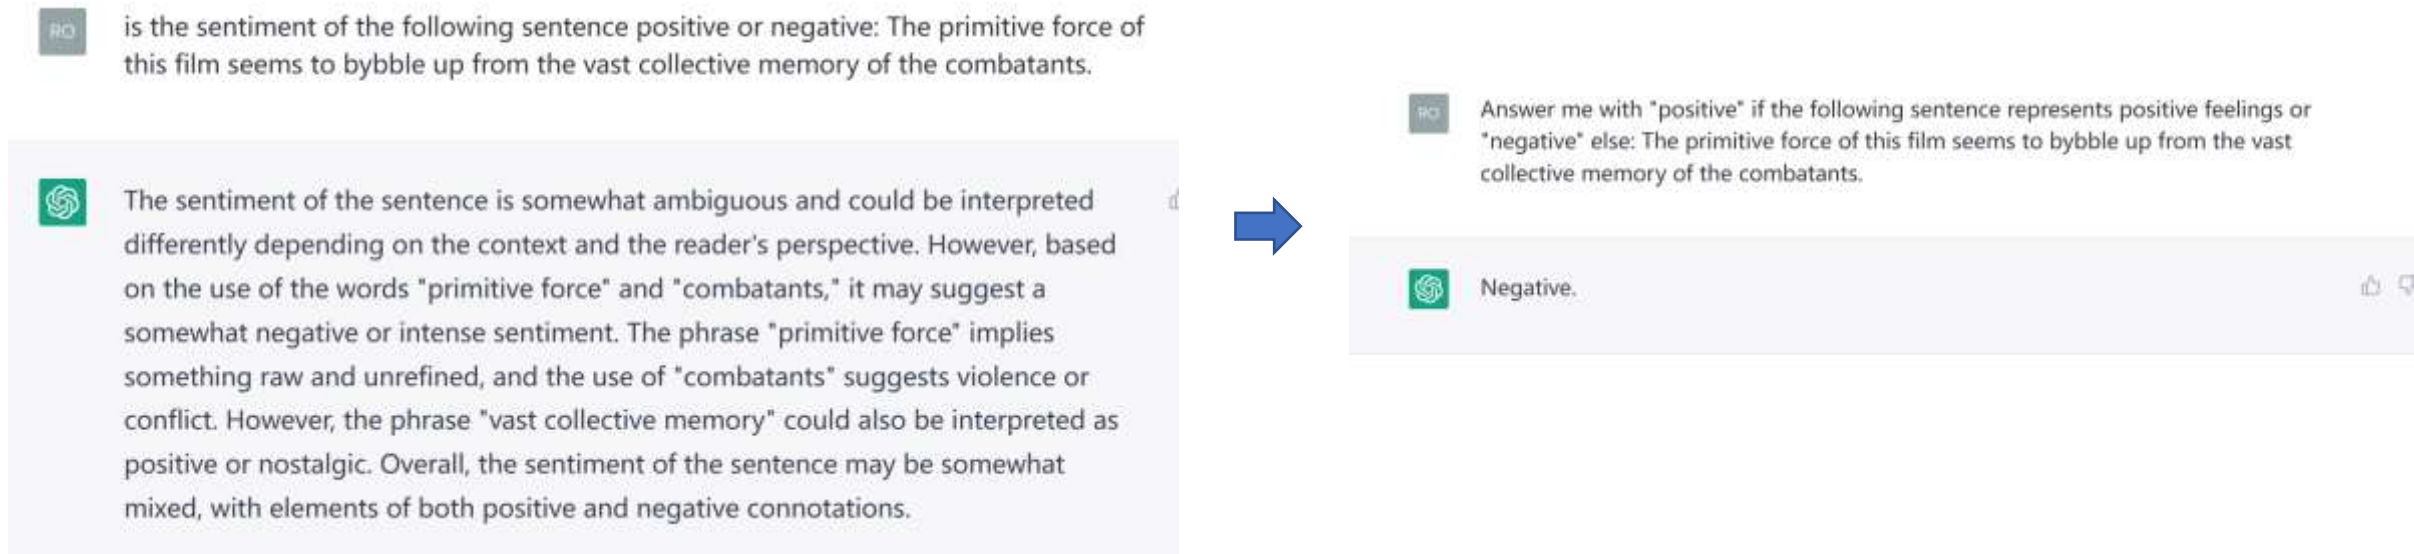 RO
is the sentiment of the following sentence positive or negative: The primitive force of
this film seems to bybble up from the vast collective memory of the combatants.
The sentiment of the sentence is somewhat ambiguous and could be interpreted
differently depending on the context and the reader's perspective. However, based
on the use of the words "primitive force" and "combatants," it may suggest a
somewhat negative or intense sentiment. The phrase "primitive force" implies
something raw and unrefined, and the use of "combatants" suggests violence or
conflict. However, the phrase "vast collective memory" could also be interpreted as
positive or nostalgic. Overall, the sentiment of the sentence may be somewhat
mixed, with elements of both positive and negative connotations.
RO
Answer me with "positive" if the following sentence represents positive feelings or
"negative" else: The primitive force of this film seems to bybble up from the vast
collective memory of the combatants.
Negative.